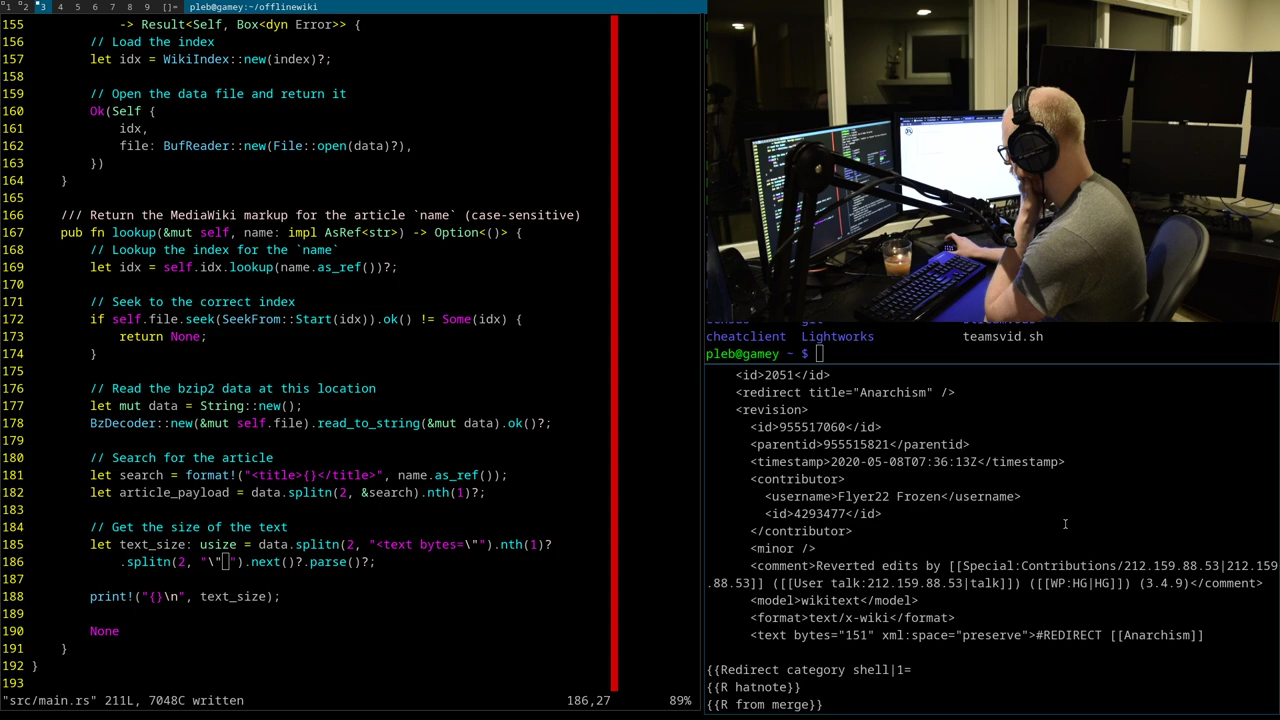 1 2 3 4 5 6 7 8 9 []= pleb@gamey:~/offlinewiki
155             -> Result<Self, Box<dyn Error>> {
156         // Load the index
157         let idx = WikiIndex::new(index)?;
158
159         // Open the data file and return it
160         Ok(Self {
161             idx,
162             file: BufReader::new(File::open(data)?),
163         })
164     }
165
166     /// Return the MediaWiki markup for the article `name` (case-sensitive)
167     pub fn lookup(&mut self, name: impl AsRef<str>) -> Option<()> {
168         // Lookup the index for the `name`
169         let idx = self.idx.lookup(name.as_ref())?;
170
171         // Seek to the correct index
172         if self.file.seek(SeekFrom::Start(idx)).ok() != Some(idx) {
173             return None;
174         }
175
176         // Read the bzip2 data at this location
177         let mut data = String::new();
178         BzDecoder::new(&mut self.file).read_to_string(&mut data).ok()?;
179
180         // Search for the article
181         let search = format!("<title>{}</title>", name.as_ref());
182         let article_payload = data.splitn(2, &search).nth(1)?;
183
184         // Get the size of the text
185         let text_size: usize = data.splitn(2, "<text bytes=\"").nth(1)?
186             .splitn(2, "\"").next()?.parse()?;
187
188         print!("{}\n", text_size);
189
190         None
191     }
192 }
193
"src/main.rs" 211L, 7048C written 186,27 89%
cheatclient Lightworks teamsvid.sh
pleb@gamey ~ $
<id>2051</id>
<redirect title="Anarchism" />
<revision>
<id>955517060</id>
<parentid>955515821</parentid>
<timestamp>2020-05-08T07:36:13Z</timestamp>
<contributor>
<username>Flyer22 Frozen</username>
<id>4293477</id>
</contributor>
<minor />
<comment>Reverted edits by [[Special:Contributions/212.159.88.53|212.159
.88.53]] ([[User talk:212.159.88.53|talk]]) ([[WP:HG|HG]]) (3.4.9)</comment>
<model>wikitext</model>
<format>text/x-wiki</format>
<text bytes="151" xml:space="preserve">#REDIRECT [[Anarchism]]
{{Redirect category shell|1=
{{R hatnote}}
{{R from merge}}